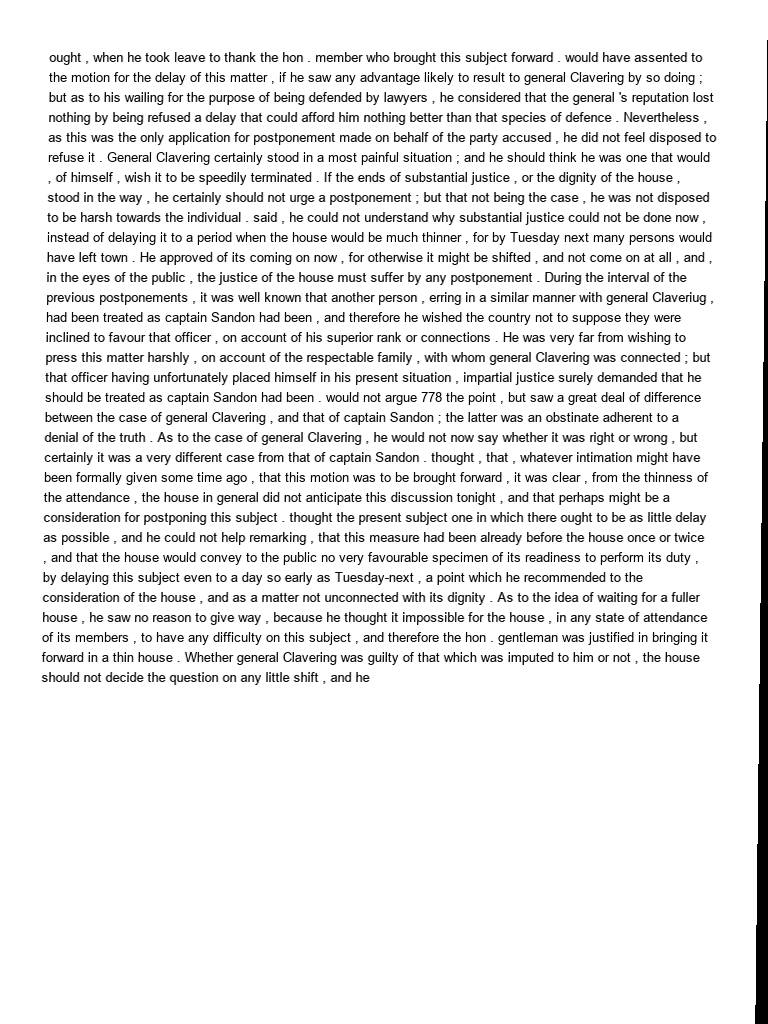 ought , when he took leave to thank the hon . member who brought this subject forward . would have assented to
the motion for the delay of this matter , if he saw any advantage likely to result to general Clavering by so doing ;
but as to his wailing for the purpose of being defended by lawyers , he considered that the general 's reputation lost
nothing by being refused a delay that could afford him nothing better than that species of defence . Nevertheless ,
as this was the only application for postponement made on behalf of the party accused , he did not feel disposed to
refuse it . General Clavering certainly stood in a most painful situation ; and he should think he was one that would
, of himself , wish it to be speedily terminated . If the ends of substantial justice , or the dignity of the house ,
stood in the way , he certainly should not urge a postponement ; but that not being the case , he was not disposed
to be harsh towards the individual . said , he could not understand why substantial justice could not be done now ,
instead of delaying it to a period when the house would be much thinner , for by Tuesday next many persons would
have left town . He approved of its coming on now , for otherwise it might be shifted , and not come on at all , and ,
in the eyes of the public , the justice of the house must suffer by any postponement . During the interval of the
previous postponements , it was well known that another person , erring in a similar manner with general Claveriug ,
had been treated as captain Sandon had been , and therefore he wished the country not to suppose they were
inclined to favour that officer , on account of his superior rank or connections . He was very far from wishing to
press this matter harshly , on account of the respectable family , with whom general Clavering was connected ; but
that officer having unfortunately placed himself in his present situation , impartial justice surely demanded that he
should be treated as captain Sandon had been . would not argue 778 the point , but saw a great deal of difference
between the case of general Clavering , and that of captain Sandon ; the latter was an obstinate adherent to a
denial of the truth . As to the case of general Clavering , he would not now say whether it was right or wrong , but
certainly it was a very different case from that of captain Sandon . thought , that , whatever intimation might have
been formally given some time ago , that this motion was to be brought forward , it was clear , from the thinness of
the attendance , the house in general did not anticipate this discussion tonight , and that perhaps might be a
consideration for postponing this subject . thought the present subject one in which there ought to be as little delay
as possible , and he could not help remarking , that this measure had been already before the house once or twice
, and that the house would convey to the public no very favourable specimen of its readiness to perform its duty ,
by delaying this subject even to a day so early as Tuesday-next , a point which he recommended to the
consideration of the house , and as a matter not unconnected with its dignity . As to the idea of waiting for a fuller
house , he saw no reason to give way , because he thought it impossible for the house , in any state of attendance
of its members , to have any difficulty on this subject , and therefore the hon . gentleman was justified in bringing it
forward in a thin house . Whether general Clavering was guilty of that which was imputed to him or not , the house
should not decide the question on any little shift , and he